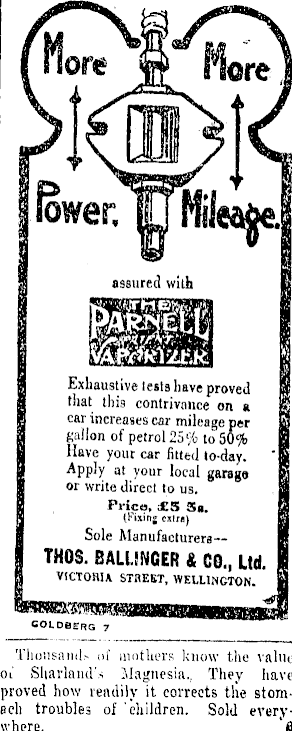 More More
Power. Mileage.
assured with
THE
PARNELL
VAPORIZER
Exhaustive tests have proved
that this contrivance on a
car increases car mileage per
gallon of petrol 25% to 50%
Have your car fitted to-day.
Apply at your local garage
or write direct to us.
Price, £5 5s.
(Fixing extra)
Sole Manufacturers—
THOS. BALLINGER & CO., Ltd.
VICTORIA STREET, WELLINGTON.
GOLDBERG 7
Thousands of mothers know the value
of Sharland's Magnesia. They have
proved how readily it corrects the stom-
ach troubles of children. Sold every-
where.